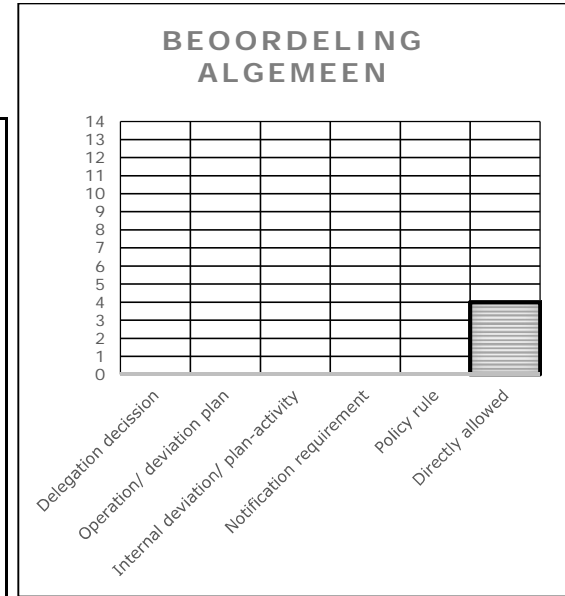 BEOORDELING
ALGEMEEN
14
13
12
11
10
9
8
7
6
5
4
3
2
1
0
Delegation decission
Operation/ deviation plan
Internal deviation/ plan-activity
Notification requirement
Policy rule
Directly allowed